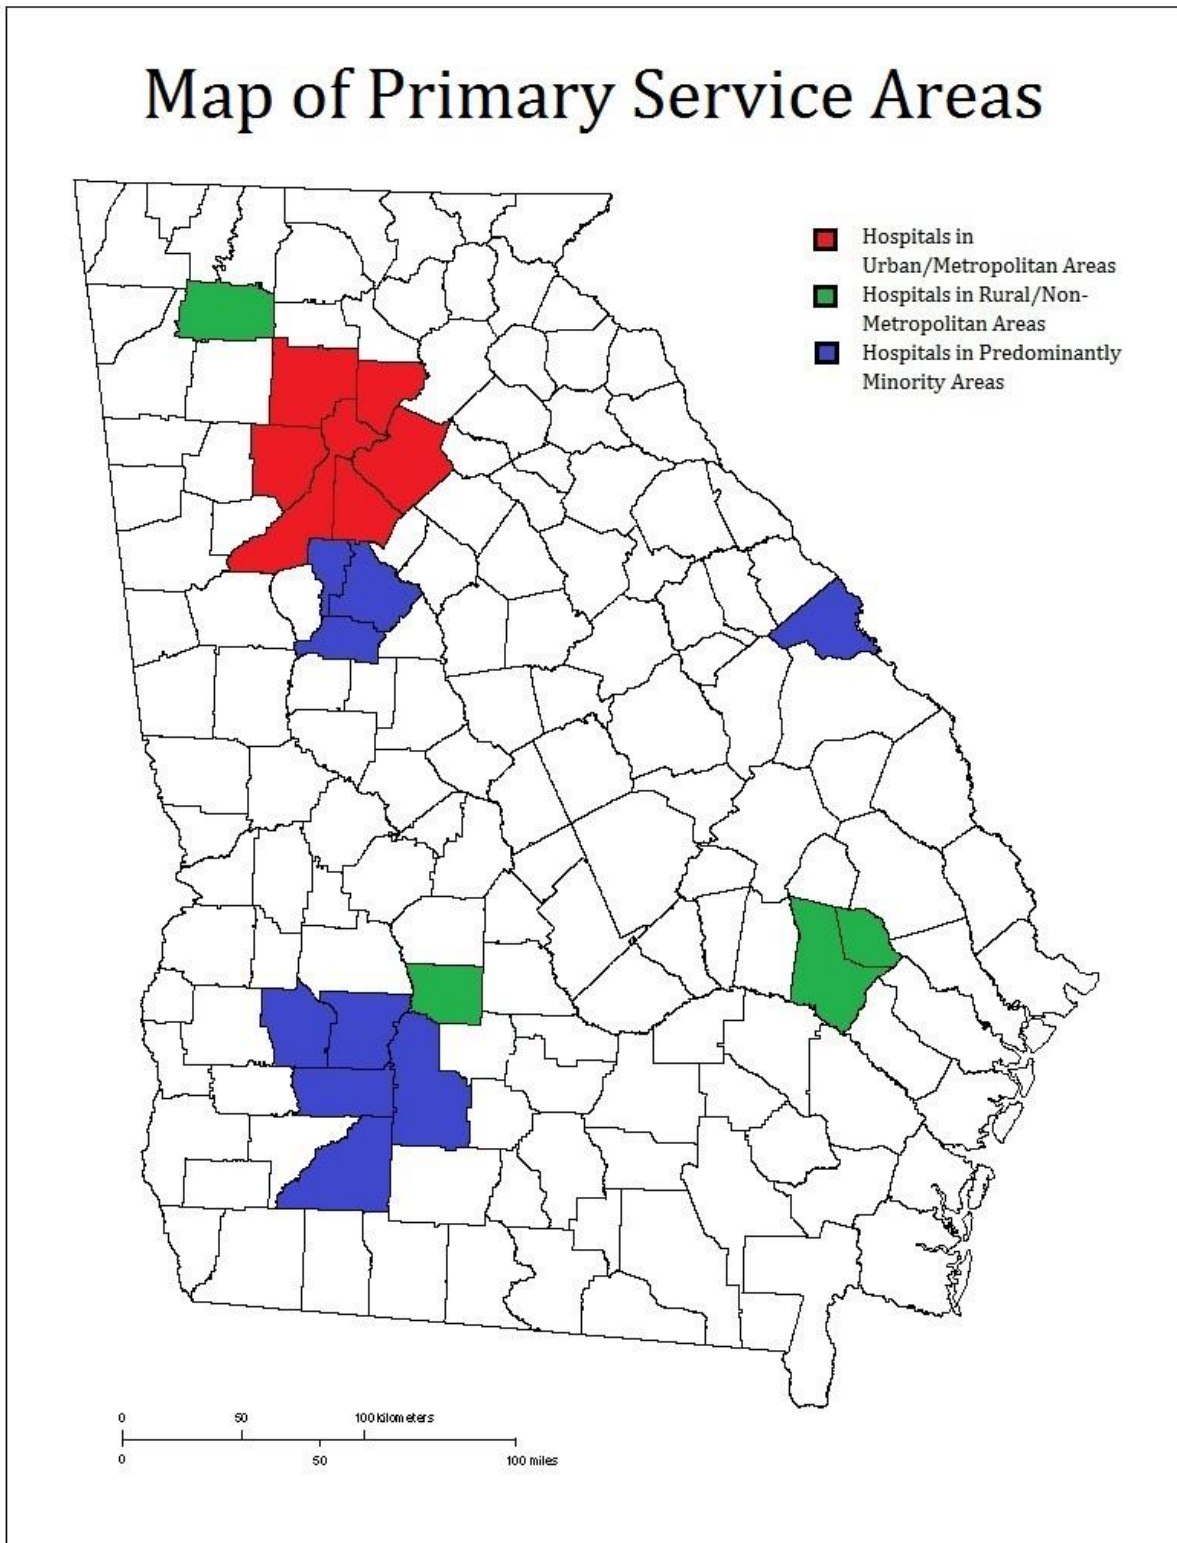 Map of Primary Service Areas
Hospitals in
Urban/Metropolitan Areas
Hospitals in Rural/Non-
Metropolitan Areas
Hospitals in Predominantly
Minority Areas
0 50 100 kilometers
0 50 100 miles